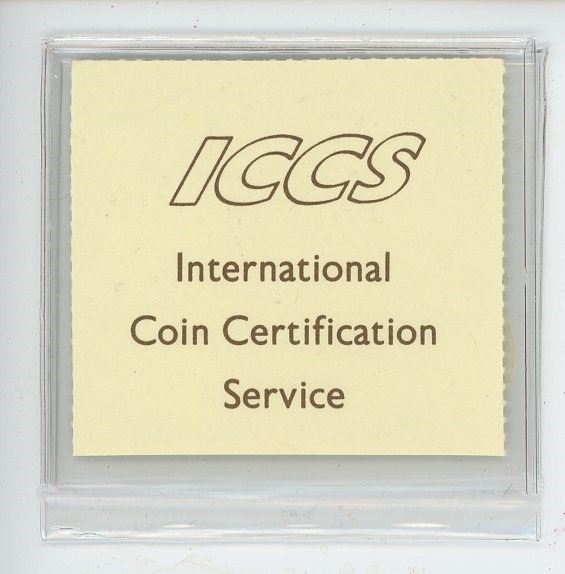 ICCS
International
Coin Certification
Service